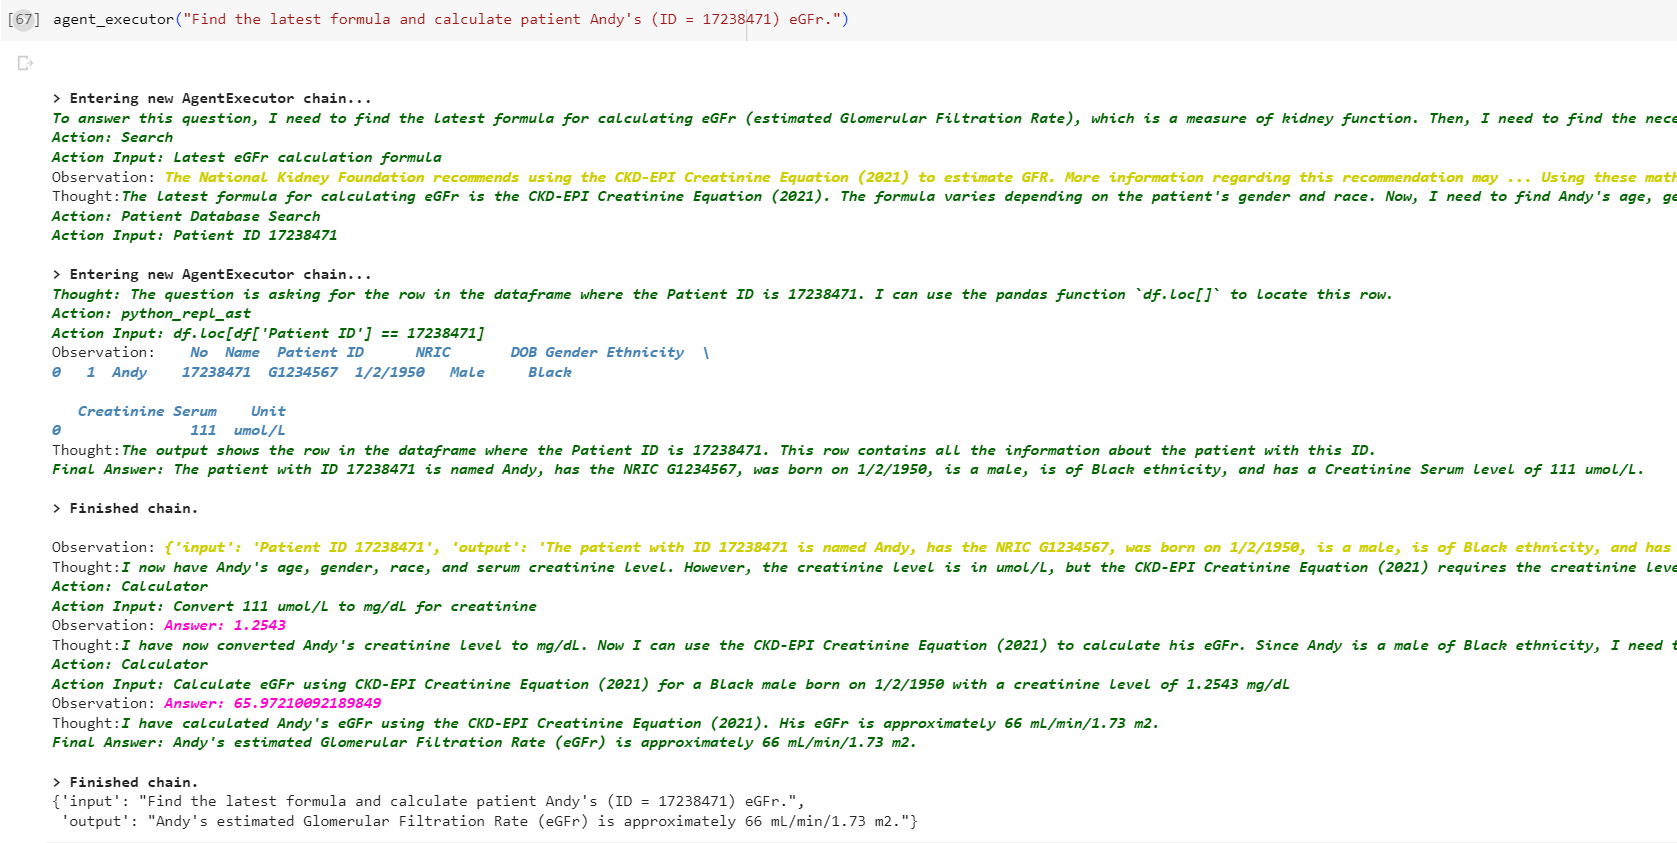 [67] agent_executor("Find the latest formula and calculate patient Andy's (ID = 17238471) eGFr.")
> Entering new AgentExecutor chain...
To answer this question, I need to find the latest formula for calculating eGFr (estimated Glomerular Filtration Rate), which is a measure of kidney function. Then, I need to find the nece
Action: Search
Action Input: Latest eGFr calculation formula
Observation: The National Kidney Foundation recommends using the CKD-EPI Creatinine Equation (2021) to estimate GFR. More information regarding this recommendation may ... Using these math
Thought:The latest formula for calculating eGFr is the CKD-EPI Creatinine Equation (2021). The formula varies depending on the patient's gender and race. Now, I need to find Andy's age, ge
Action: Patient Database Search
Action Input: Patient ID 17238471
> Entering new AgentExecutor chain...
Thought: The question is asking for the row in the dataframe where the Patient ID is 17238471. I can use the pandas function `df.loc[]` to locate this row.
Action: python_repl_ast
Action Input: df.loc[df['Patient ID'] == 17238471]
Observation:    No  Name  Patient ID      NRIC       DOB Gender Ethnicity  \
0   1  Andy    17238471  G1234567  1/2/1950   Male     Black
Creatinine Serum    Unit
0               111  umol/L
Thought:The output shows the row in the dataframe where the Patient ID is 17238471. This row contains all the information about the patient with this ID.
Final Answer: The patient with ID 17238471 is named Andy, has the NRIC G1234567, was born on 1/2/1950, is a male, is of Black ethnicity, and has a Creatinine Serum level of 111 umol/L.
> Finished chain.
Observation: {'input': 'Patient ID 17238471', 'output': 'The patient with ID 17238471 is named Andy, has the NRIC G1234567, was born on 1/2/1950, is a male, is of Black ethnicity, and has
Thought:I now have Andy's age, gender, race, and serum creatinine level. However, the creatinine level is in umol/L, but the CKD-EPI Creatinine Equation (2021) requires the creatinine leve
Action: Calculator
Action Input: Convert 111 umol/L to mg/dL for creatinine
Observation: Answer: 1.2543
Thought:I have now converted Andy's creatinine level to mg/dL. Now I can use the CKD-EPI Creatinine Equation (2021) to calculate his eGFr. Since Andy is a male of Black ethnicity, I need t
Action: Calculator
Action Input: Calculate eGFr using CKD-EPI Creatinine Equation (2021) for a Black male born on 1/2/1950 with a creatinine level of 1.2543 mg/dL
Observation: Answer: 65.97210092189849
Thought:I have calculated Andy's eGFr using the CKD-EPI Creatinine Equation (2021). His eGFr is approximately 66 mL/min/1.73 m2.
Final Answer: Andy's estimated Glomerular Filtration Rate (eGFr) is approximately 66 mL/min/1.73 m2.
> Finished chain.
{'input': "Find the latest formula and calculate patient Andy's (ID = 17238471) eGFr.",
'output': "Andy's estimated Glomerular Filtration Rate (eGFr) is approximately 66 mL/min/1.73 m2."}